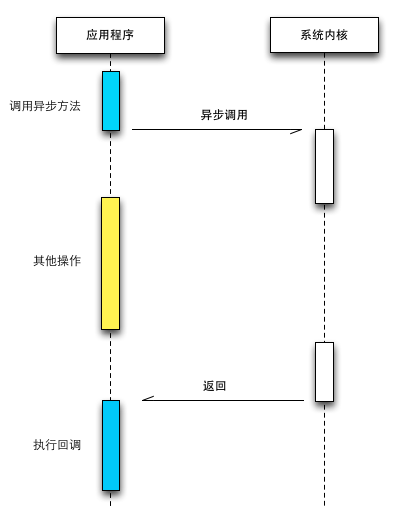 应用程序
系统内核
调用异步方法
异步调用
其他操作
返回
执行回调